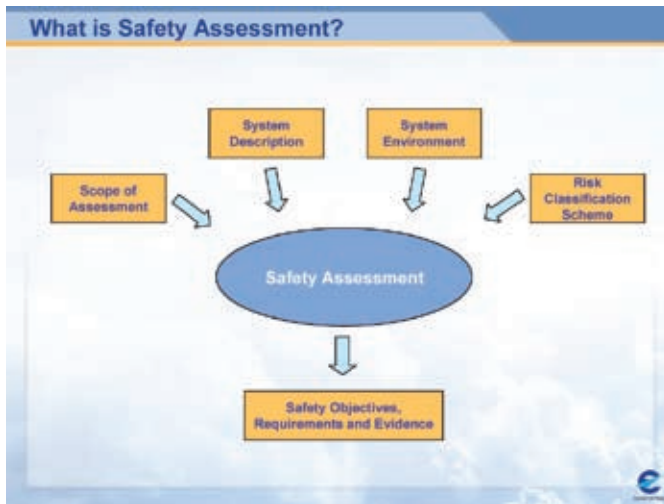 What is Safety Assessment?
System
Description
System
Environment
Scope of
Assessment
Risk
Classification
Scheme
Safety Assessment
Safety Objectives,
Requirements and Evidence